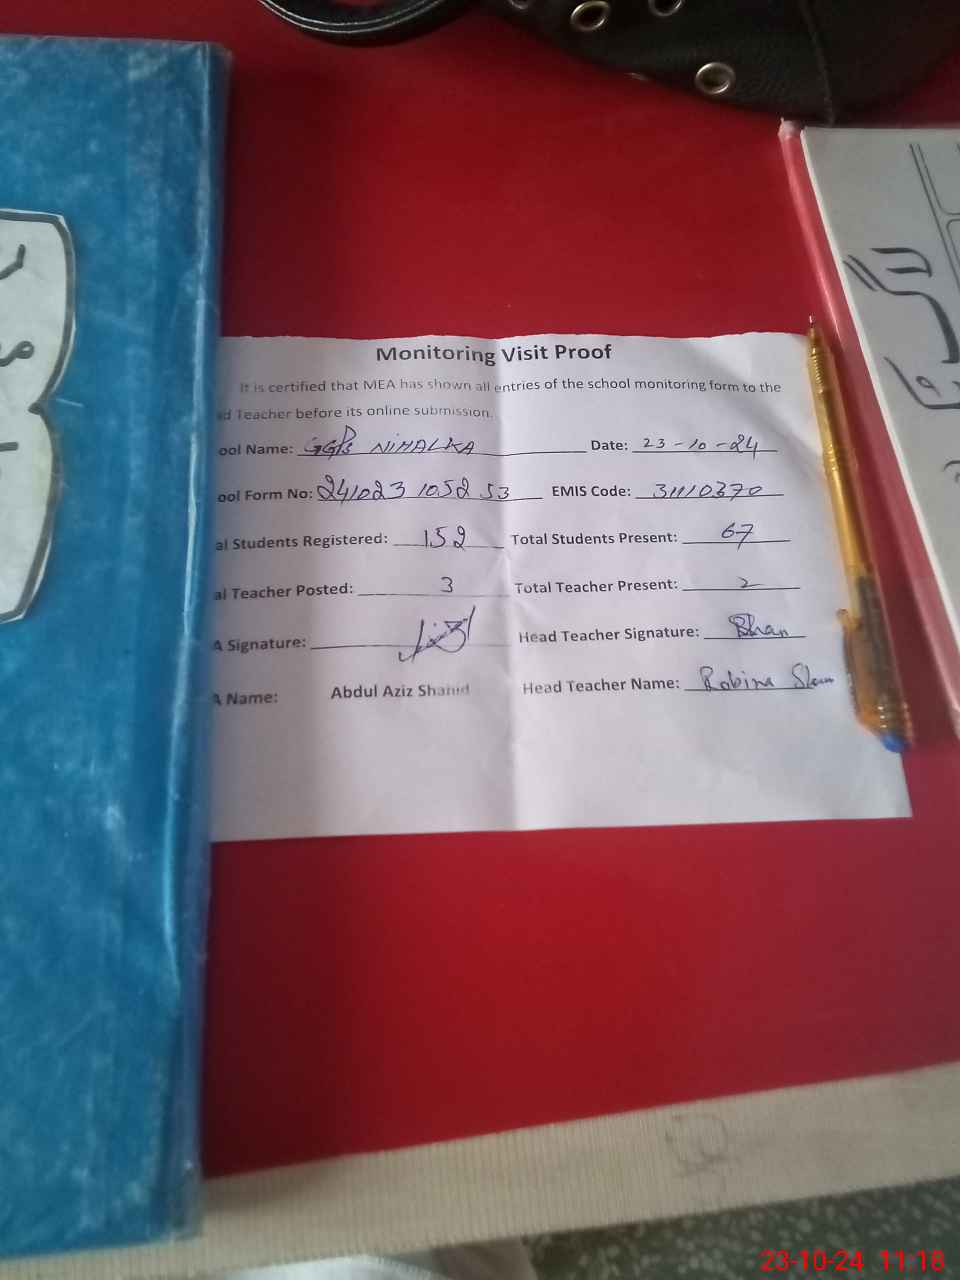 Monitoring Visit Proof
It is certified that MEA has shown all entries of the school monitoring form to the
d Teacher before its online submission.
ool Name: GGPS NIHALKA Date: 23-10-24
ool Form No: 241023 1052 53 EMIS Code: 31110370
al Students Registered: 152 Total Students Present: 67
al Teacher Posted: 3 Total Teacher Present: 2
A Signature: Head Teacher Signature:
A Name: Abdul Aziz Shahid Head Teacher Name: Robina
23-10-24 11:18